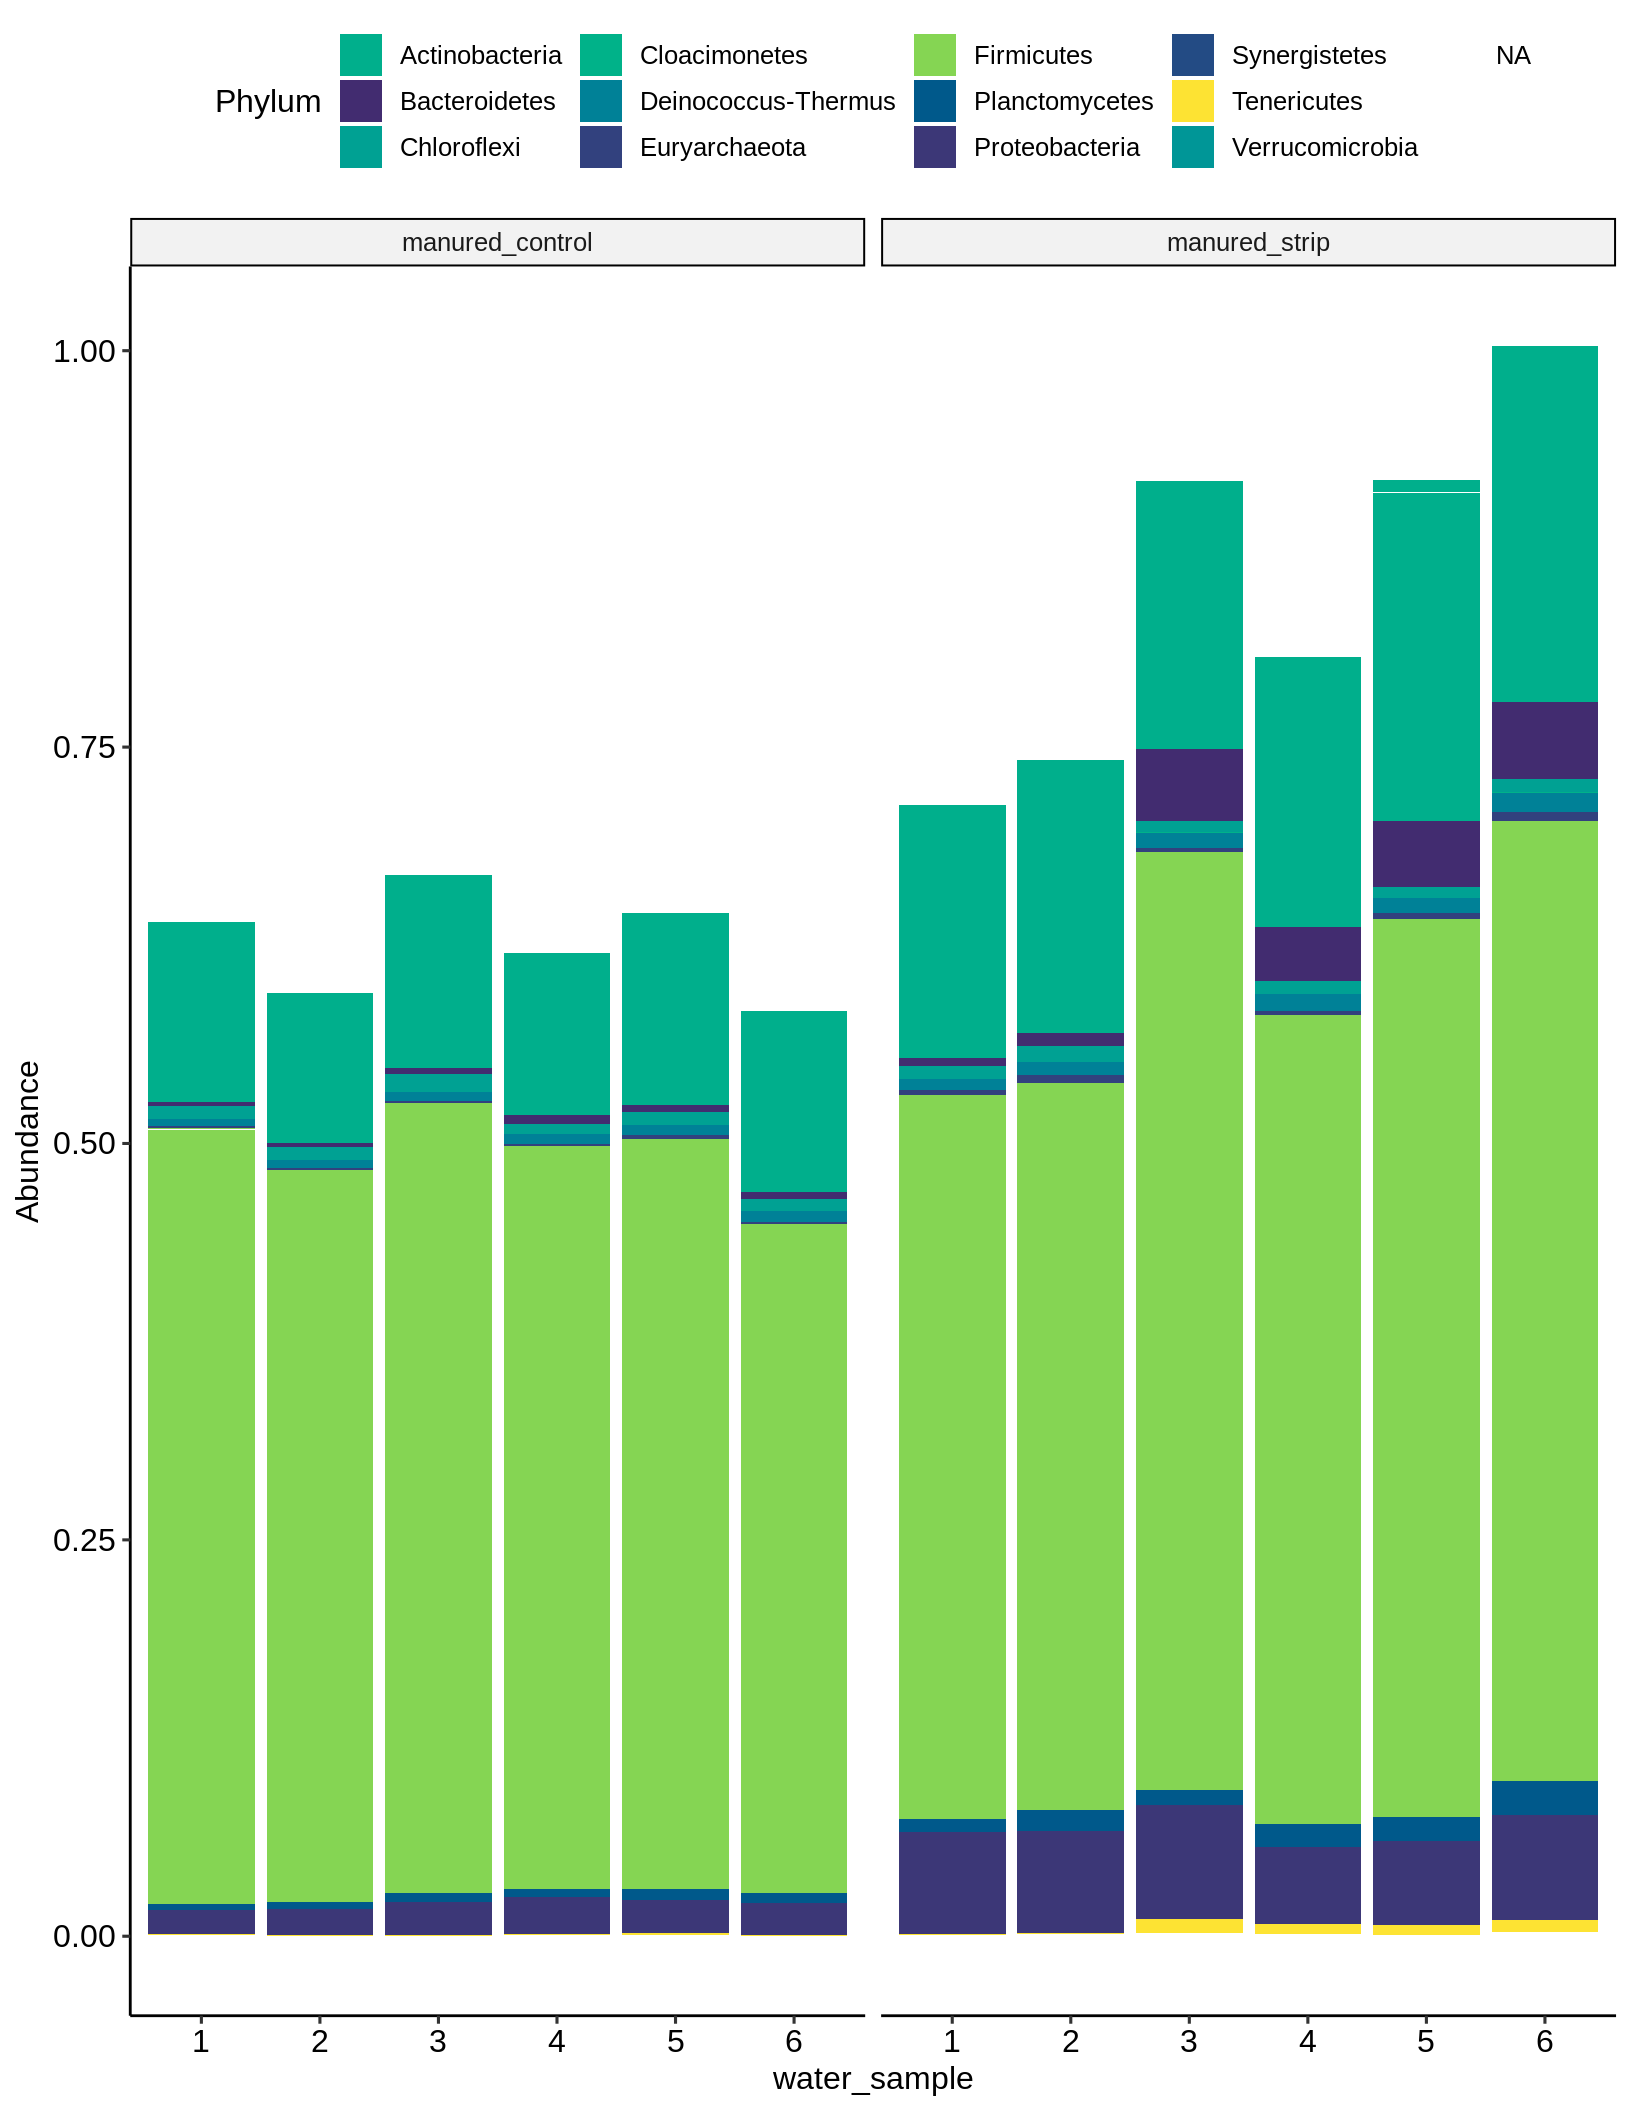 Phylum
Actinobacteria Cloacimonetes Firmicutes Synergistetes NA
Bacteroidetes Deinococcus-Thermus Planctomycetes Tenericutes
Chloroflexi Euryarchaeota Proteobacteria Verrucomicrobia
manured_control manured_strip
1.00
0.75
0.50
0.25
0.00
Abundance
1 2 3 4 5 6 1 2 3 4 5 6
water_sample